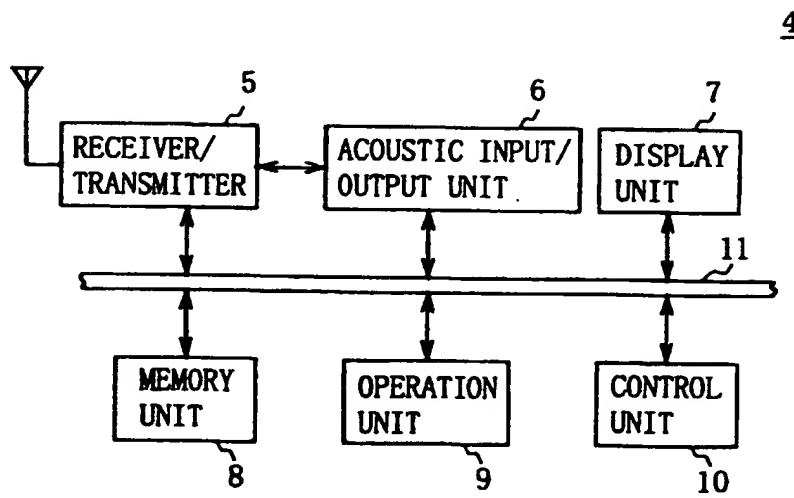 4
5
6
7
RECEIVER/
TRANSMITTER
ACOUSTIC INPUT/
OUTPUT UNIT
DISPLAY
UNIT
11
MEMORY
UNIT
OPERATION
UNIT
CONTROL
UNIT
8
9
10